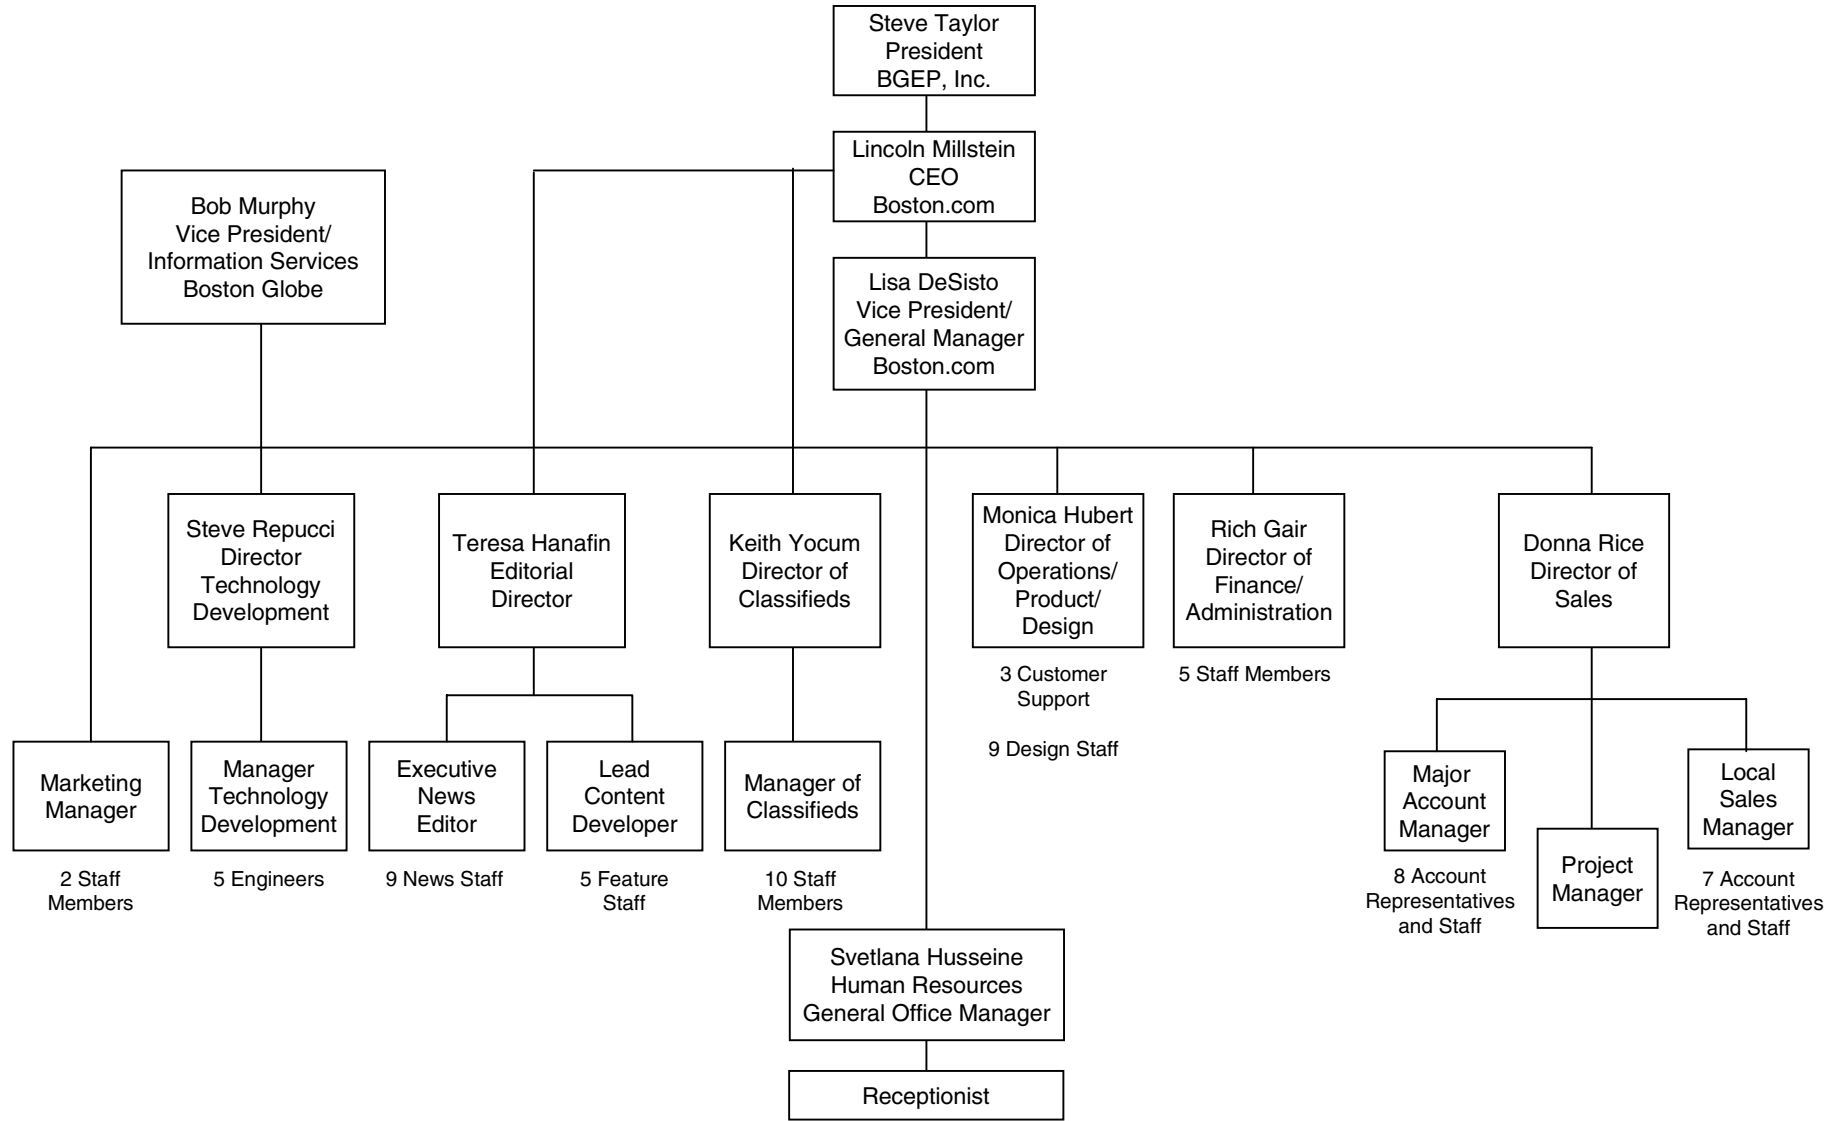 Steve Taylor
President
BGEP, Inc.
Lincoln Millstein
CEO
Boston.com
Bob Murphy
Vice President/
Information Services
Boston Globe
Lisa DeSisto
Vice President/
General Manager
Boston.com
Steve Repucci
Director
Technology
Development
Teresa Hanafin
Editorial
Director
Keith Yocum
Director of
Classifieds
Monica Hubert
Director of
Operations/
Product/
Design
3 Customer
Support
9 Design Staff
Rich Gair
Director of
Finance/
Administration
5 Staff Members
Donna Rice
Director of
Sales
Marketing
Manager
2 Staff
Members
Manager
Technology
Development
5 Engineers
Executive
News
Editor
9 News Staff
Lead
Content
Developer
5 Feature
Staff
Manager of
Classifieds
10 Staff
Members
Major
Account
Manager
8 Account
Representatives
and Staff
Project
Manager
Local
Sales
Manager
7 Account
Representatives
and Staff
Svetlana Husseine
Human Resources
General Office Manager
Receptionist